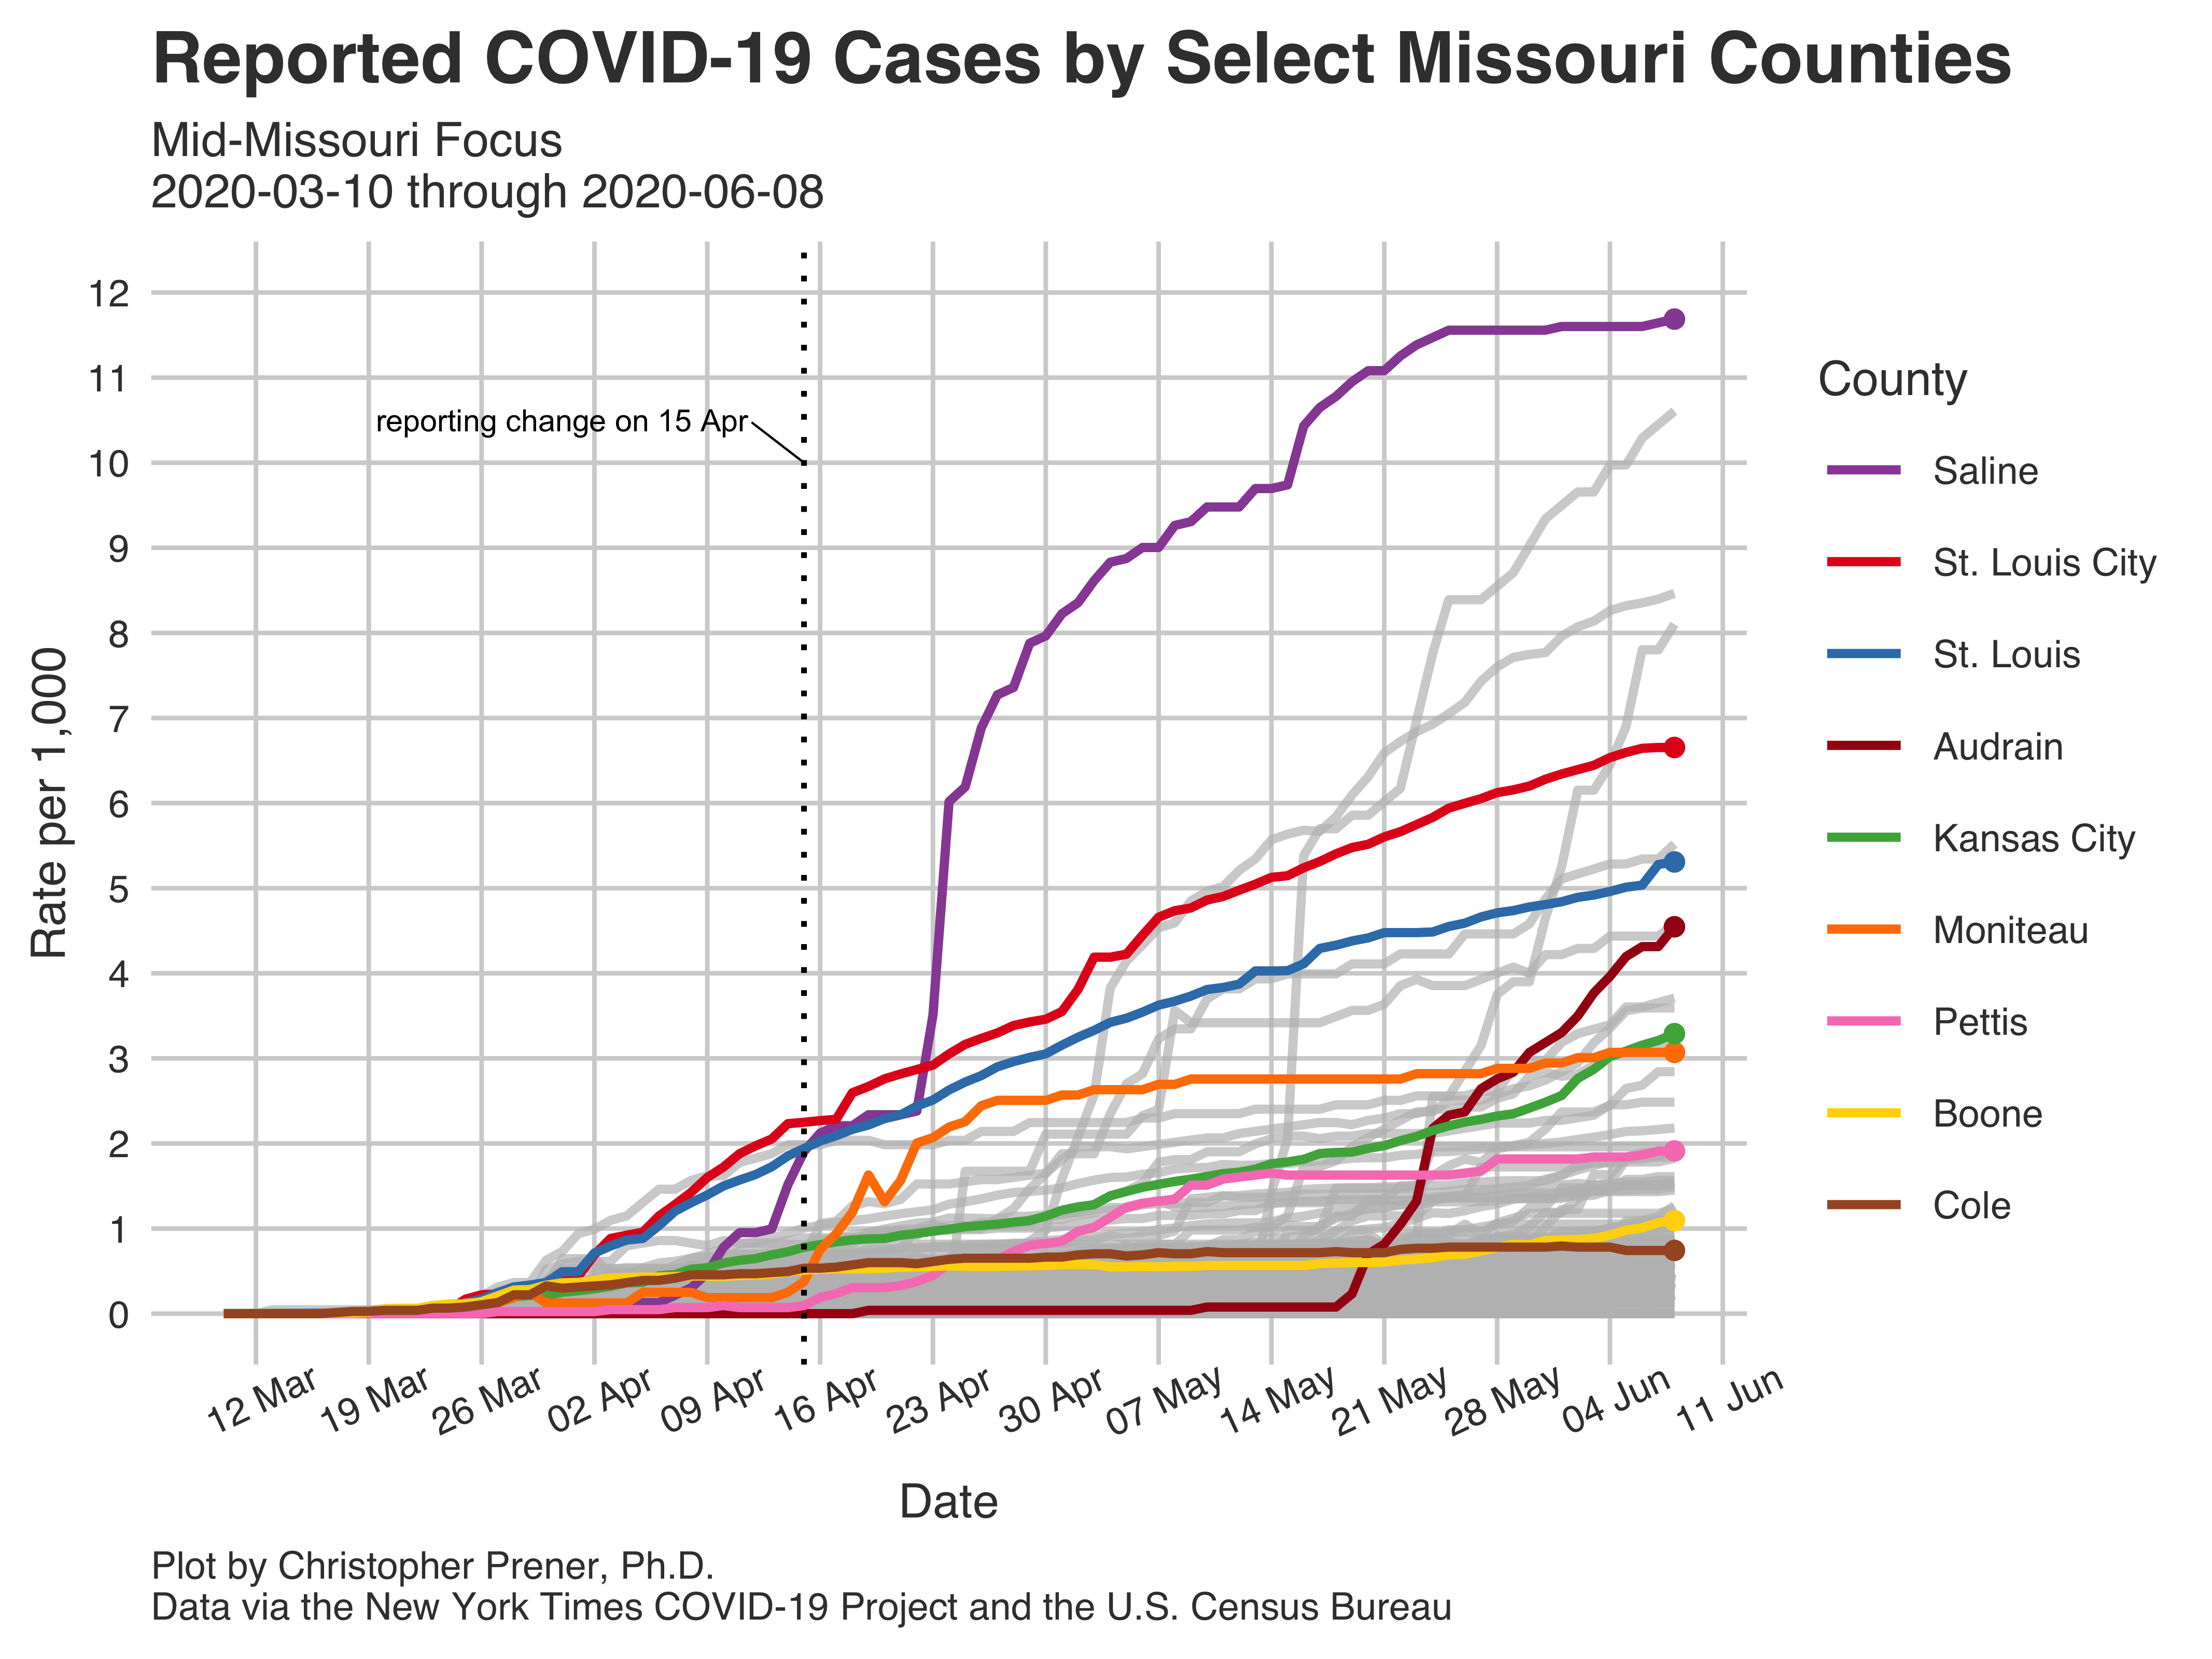 Reported COVID-19 Cases by Select Missouri Counties
Mid-Missouri Focus
2020-03-10 through 2020-06-08
12
11
10
9
8
7
6
5
4
3
2
1
0
Rate per 1,000
reporting change on 15 Apr
12 Mar
19 Mar
26 Mar
02 Apr
09 Apr
16 Apr
23 Apr
30 Apr
07 May
14 May
21 May
28 May
04 Jun
11 Jun
Date
County
Saline
St. Louis City
St. Louis
Audrain
Kansas City
Moniteau
Pettis
Boone
Cole
Plot by Christopher Prener, Ph.D.
Data via the New York Times COVID-19 Project and the U.S. Census Bureau